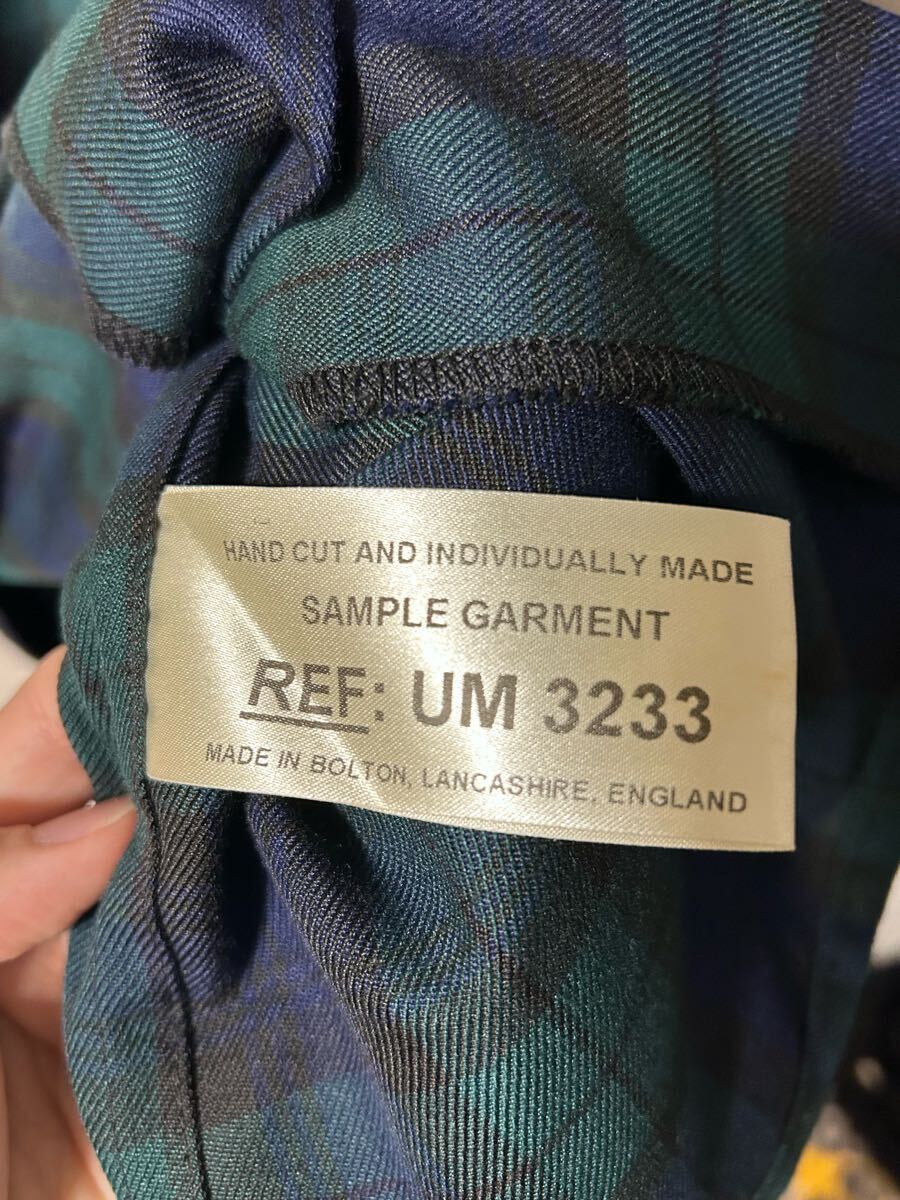 HAND CUT AND INDIVIDUALLY MADE
SAMPLE GARMENT
REF: UM 3233
MADE IN BOLTON, LANCASHIRE, ENGLAND